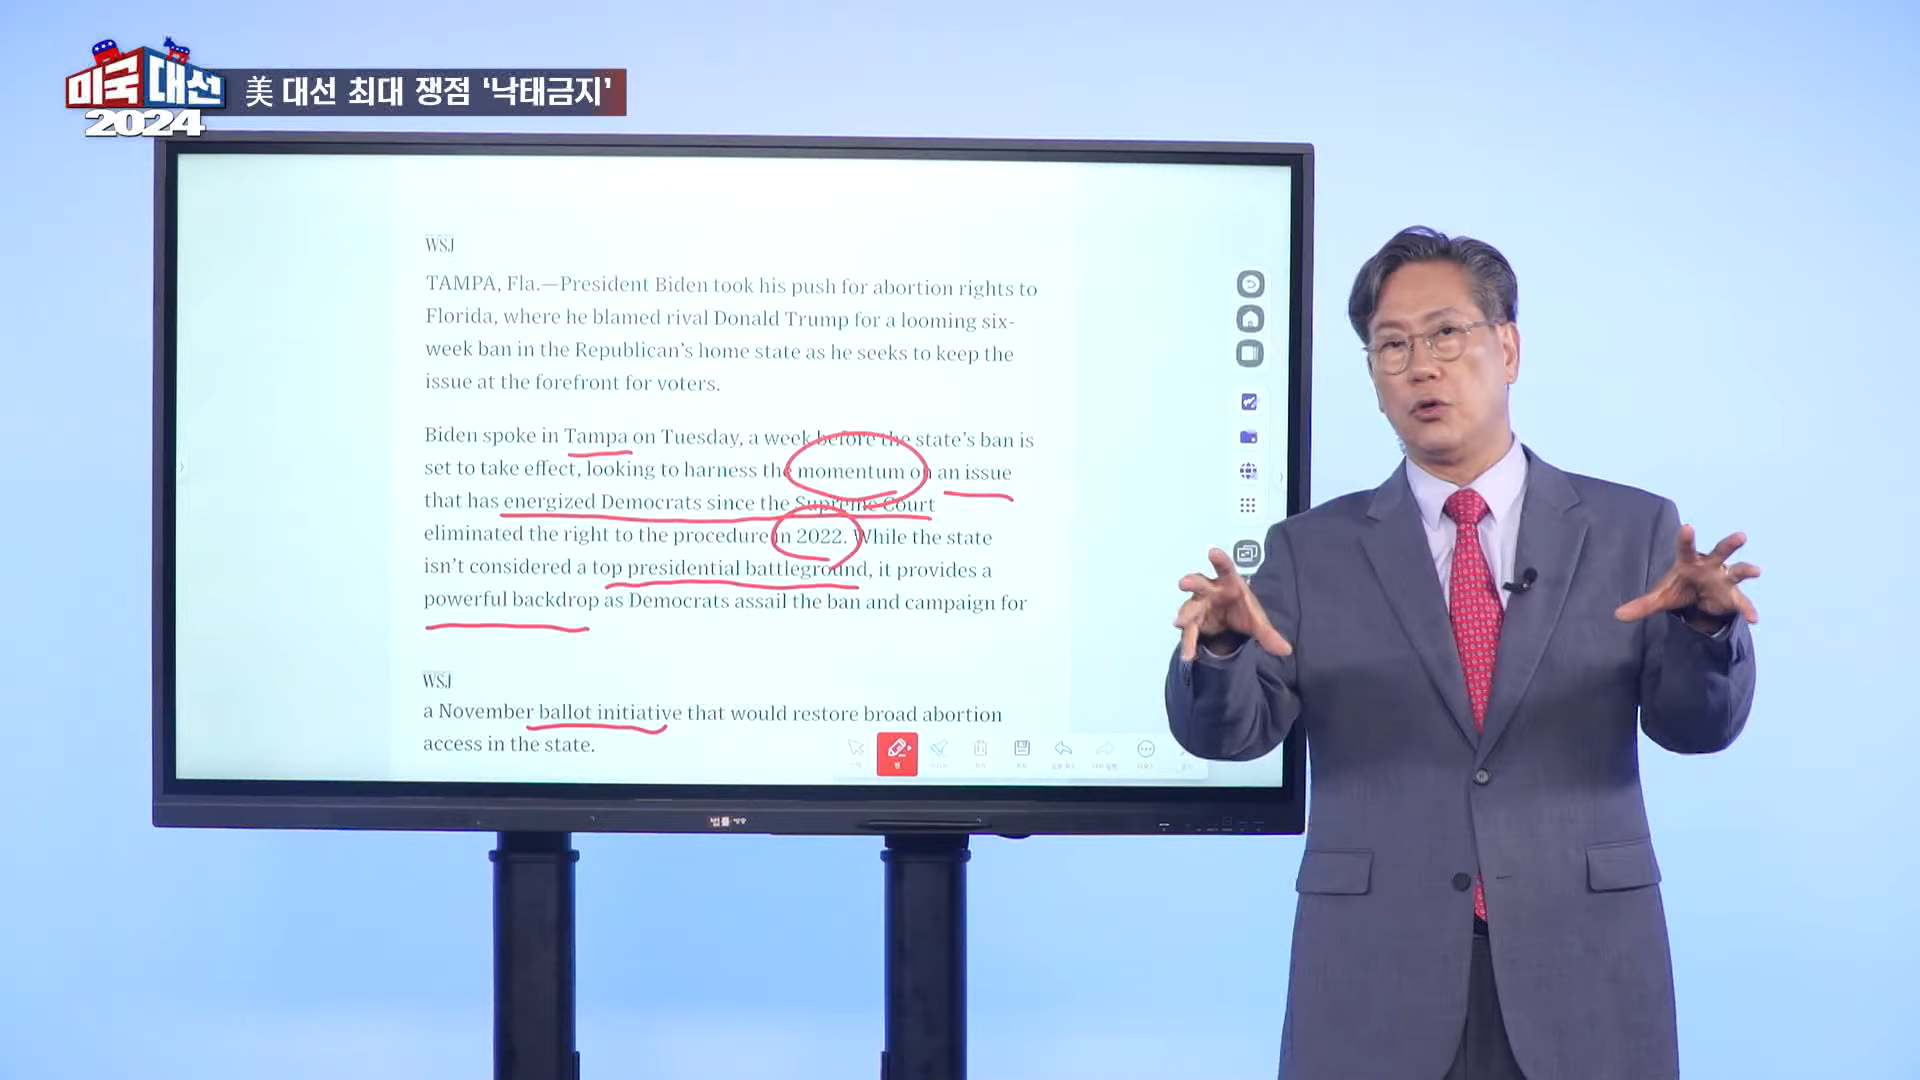 미국대선
2024
美 대선 최대 쟁점 ‘낙태금지’
WSJ
TAMPA, Fla.—President Biden took his push for abortion rights to
Florida, where he blamed rival Donald Trump for a looming six-
week ban in the Republican’s home state as he seeks to keep the
issue at the forefront for voters.
Biden spoke in Tampa on Tuesday, a week before the state’s ban is
set to take effect, looking to harness the momentum on an issue
that has energized Democrats since the Supreme Court
eliminated the right to the procedure in 2022. While the state
isn’t considered a top presidential battleground, it provides a
powerful backdrop as Democrats assail the ban and campaign for
WSJ
a November ballot initiative that would restore broad abortion
access in the state.
펜
법률방송